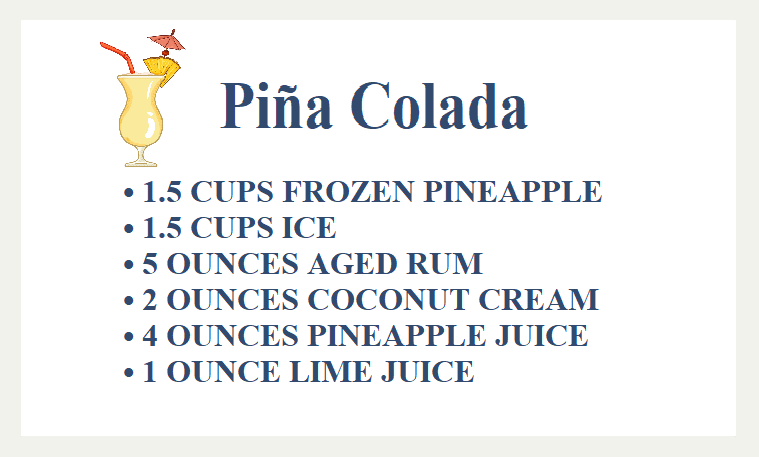 Piña Colada
• 1.5 CUPS FROZEN PINEAPPLE
• 1.5 CUPS ICE
• 5 OUNCES AGED RUM
• 2 OUNCES COCONUT CREAM
• 4 OUNCES PINEAPPLE JUICE
• 1 OUNCE LIME JUICE